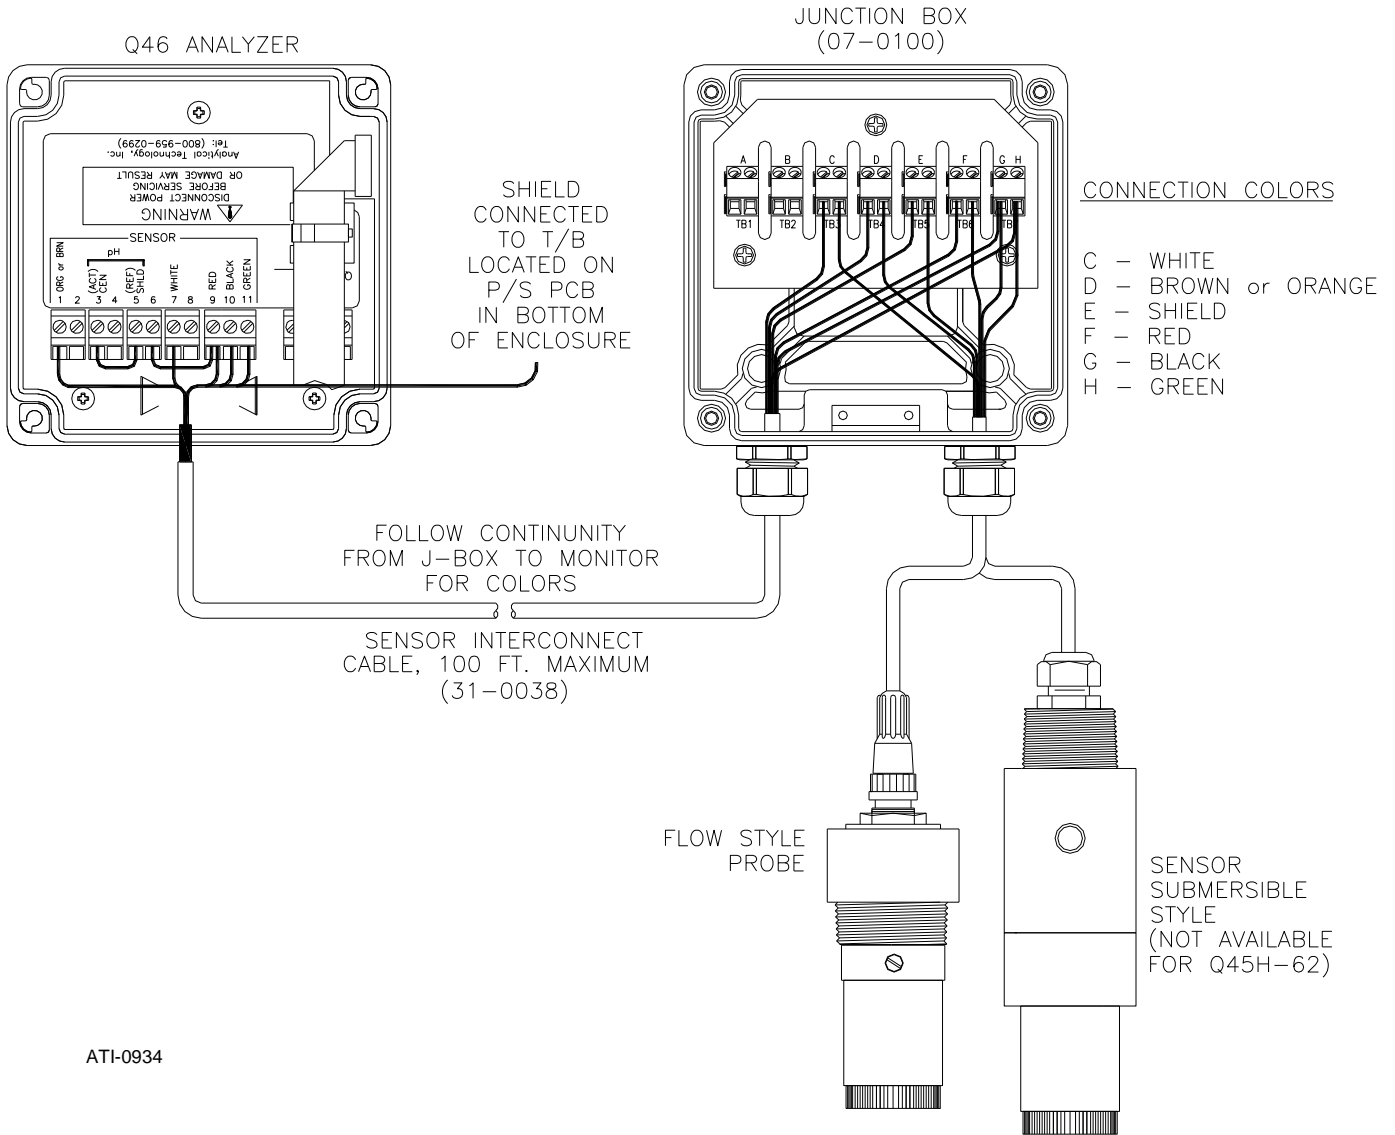 Q46 ANALYZER
JUNCTION BOX
(07-0100)
Analytical Technology, Inc.
Tel: (800-959-0299)
WARNING
DISCONNECT POWER
BEFORE SERVICING
OR DAMAGE MAY RESULT
SENSOR
pH
ORG or BRN
(ACT)
CEN
(REF)
SHIELD
WHITE
RED
BLACK
GREEN
1 2 3 4 5 6 7 8 9 10 11
SHIELD
CONNECTED
TO T/B
LOCATED ON
P/S PCB
IN BOTTOM
OF ENCLOSURE
A B C D E F G H
TB1 TB2 TB3 TB4 TB5 TB6
CONNECTION COLORS
C - WHITE
D - BROWN or ORANGE
E - SHIELD
F - RED
G - BLACK
H - GREEN
FOLLOW CONTINUNITY
FROM J-BOX TO MONITOR
FOR COLORS
SENSOR INTERCONNECT
CABLE, 100 FT. MAXIMUM
(31-0038)
FLOW STYLE
PROBE
SENSOR
SUBMERSIBLE
STYLE
(NOT AVAILABLE
FOR Q45H-62)
ATI-0934